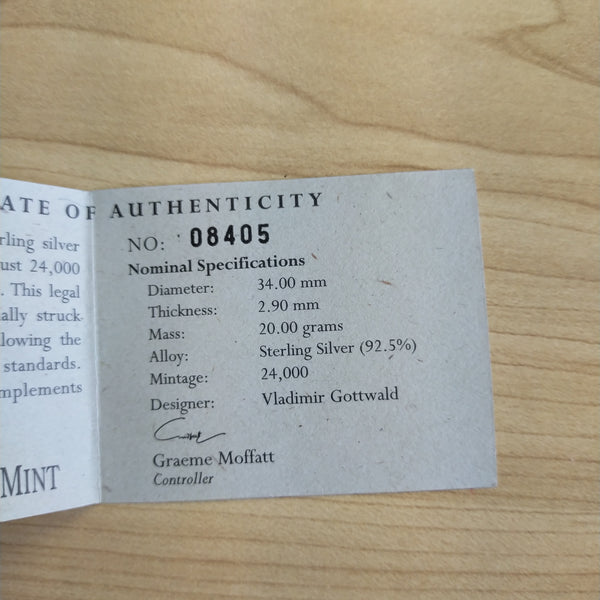 ATE OF AUTHENTICITY
rling silver
ust 24,000
. This legal
ally struck
lowing the
standards.
mplements
MINT
NO: 08405
Nominal Specifications
Diameter: 34.00 mm
Thickness: 2.90 mm
Mass: 20.00 grams
Alloy: Sterling Silver (92.5%)
Mintage: 24,000
Designer: Vladimir Gottwald
Graeme Moffatt
Controller